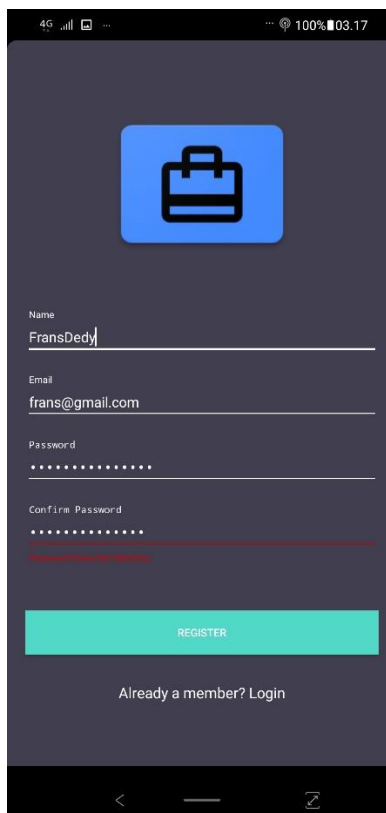 4G ... ... 100% 03.17
Name
FransDedy
Email
frans@gmail.com
Password
•••••••••••••••
Confirm Password
••••••••••••••
REGISTER
Already a member? Login